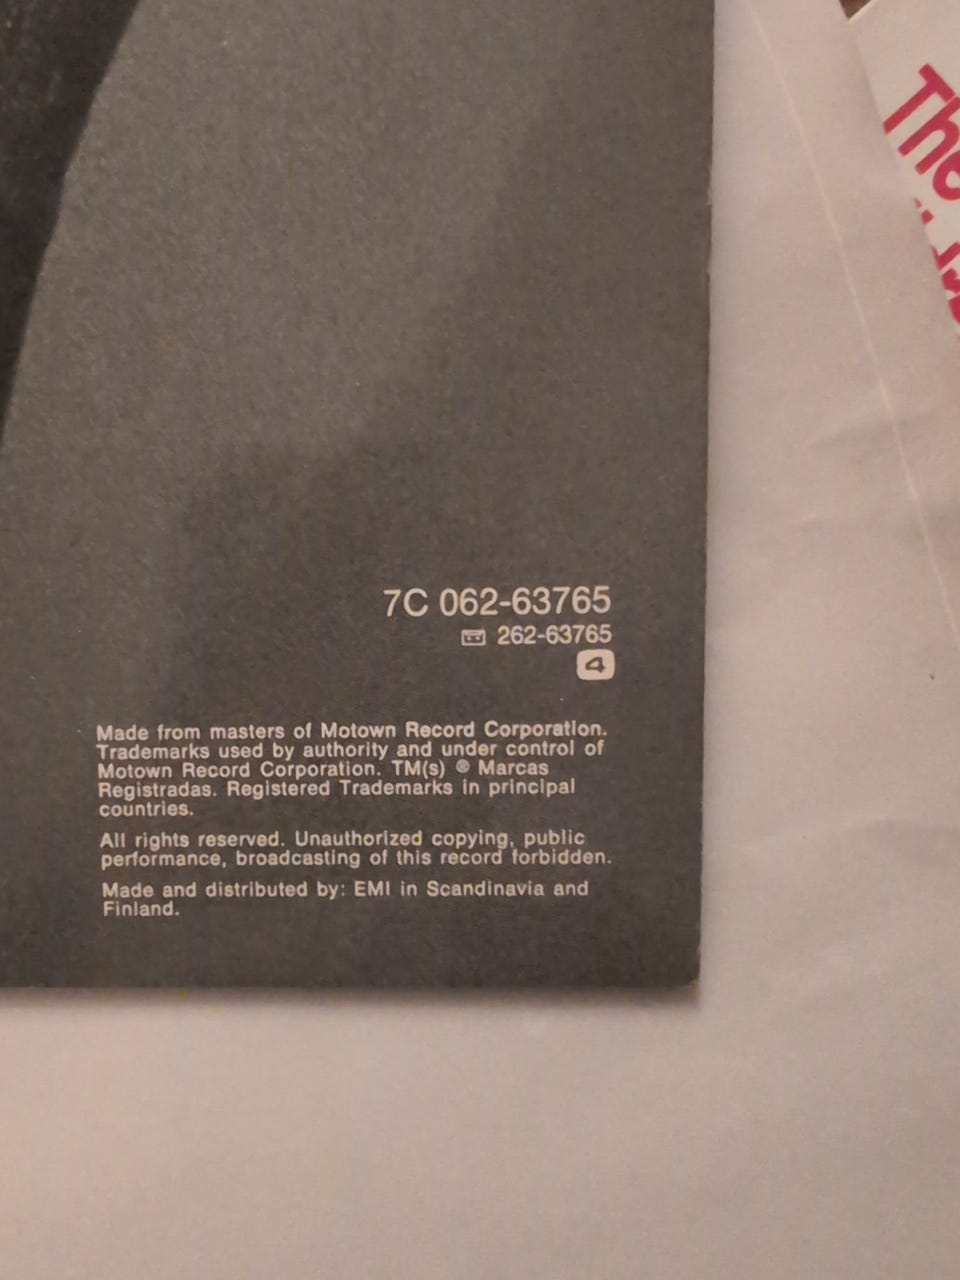 The
7C 062-63765
262-63765
4
Made from masters of Motown Record Corporation.
Trademarks used by authority and under control of
Motown Record Corporation. TM(s) ® Marcas
Registradas. Registered Trademarks in principal
countries.
All rights reserved. Unauthorized copying, public
performance, broadcasting of this record forbidden.
Made and distributed by: EMI in Scandinavia and
Finland.